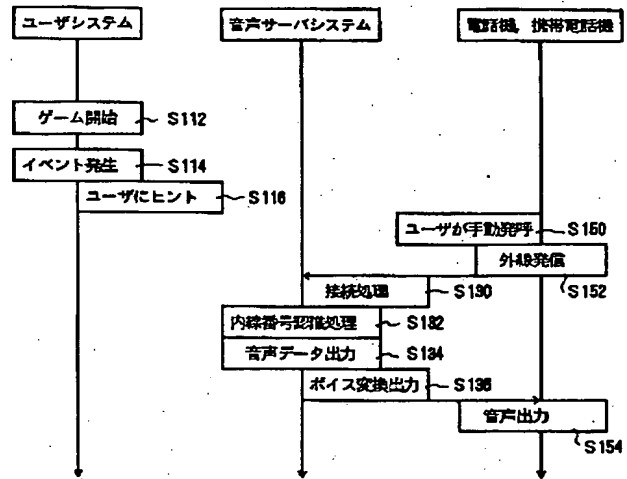 ユーザシステム
音声サーバシステム
電話機, 携帯電話機
ゲーム開始
S112
イベント発生
S114
ユーザにヒント
S116
ユーザが手動発呼
S150
外線発信
S152
接続処理
S130
内線番号認識処理
S132
音声データ出力
S134
ボイス変換出力
S136
音声出力
S154